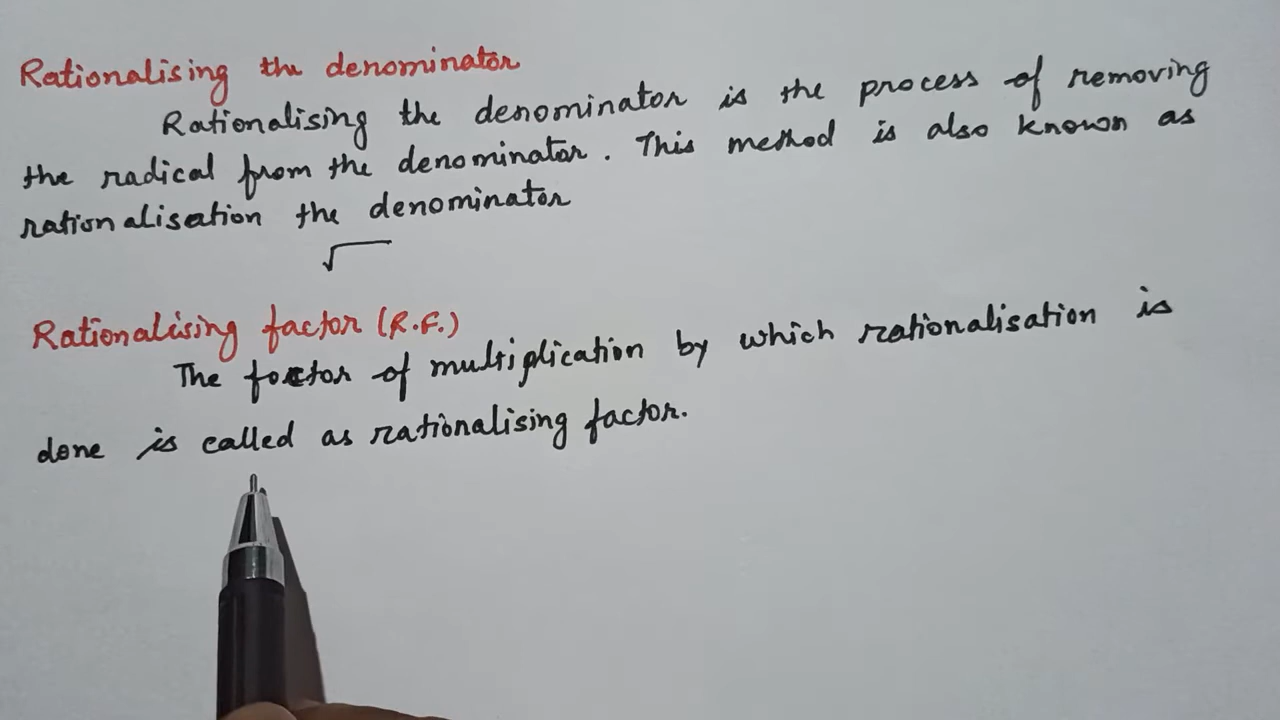 Rationalising the denominator
Rationalising the denominator is the process of removing
the radical from the denominator. This method is also known as
rationalisation the denominator
√
Rationalising factor (R.F.)
The factor of multiplication by which rationalisation is
done is called as rationalising factor.